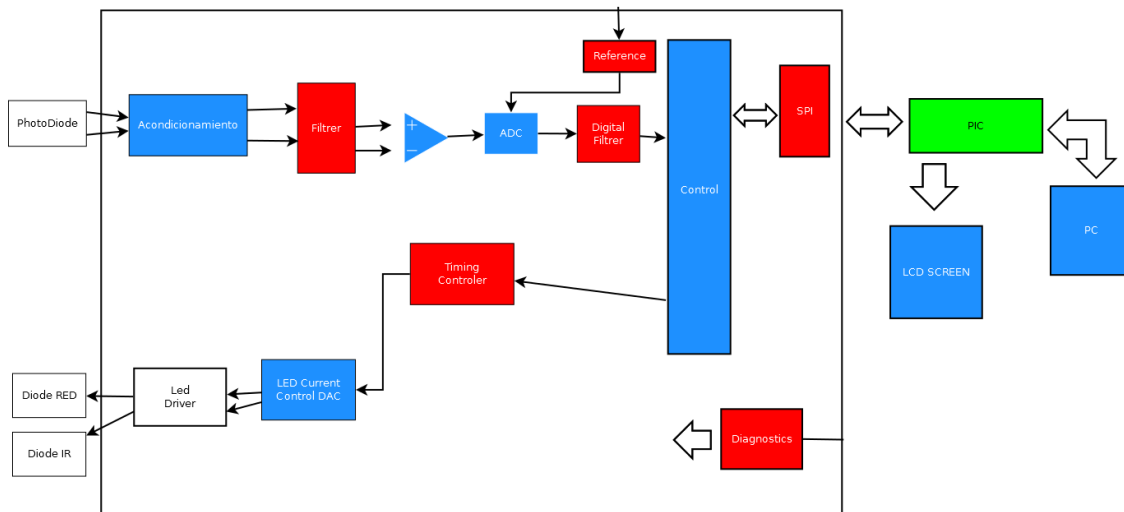 Reference
PhotoDiode
Acondicionamiento
Filtrer
+
−
ADC
Digital
Filtrer
Control
SPI
PIC
PC
LCD SCREEN
Timing
Controler
LED Current
Control DAC
Led
Driver
Diode RED
Diode IR
Diagnostics